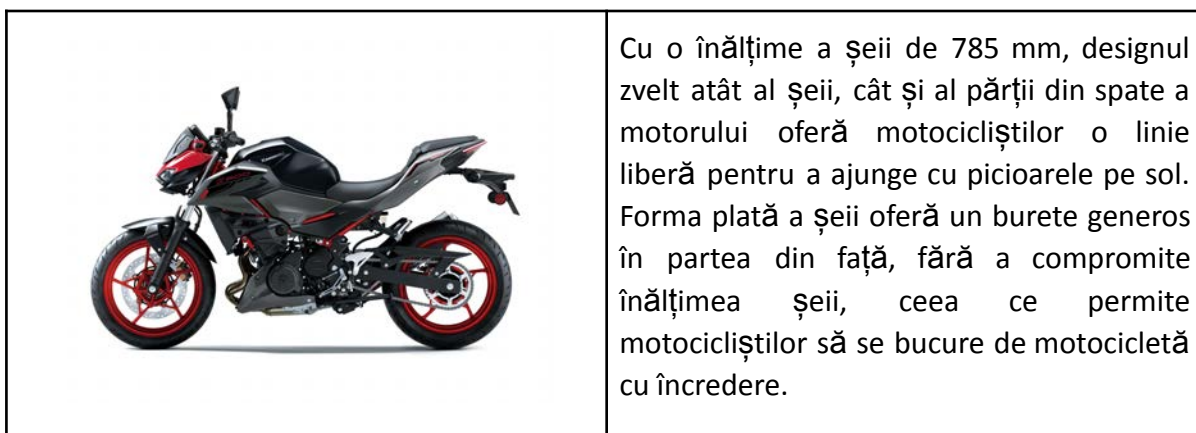 Cu o înălțime a șeii de 785 mm, designul
zvelt atât al șeii, cât și al părții din spate a
motorului oferă motocicliștilor o linie
liberă pentru a ajunge cu picioarele pe sol.
Forma plată a șeii oferă un burete generos
în partea din față, fără a compromite
înălțimea șeii, ceea ce permite
motocicliștilor să se bucure de motocicletă
cu încredere.